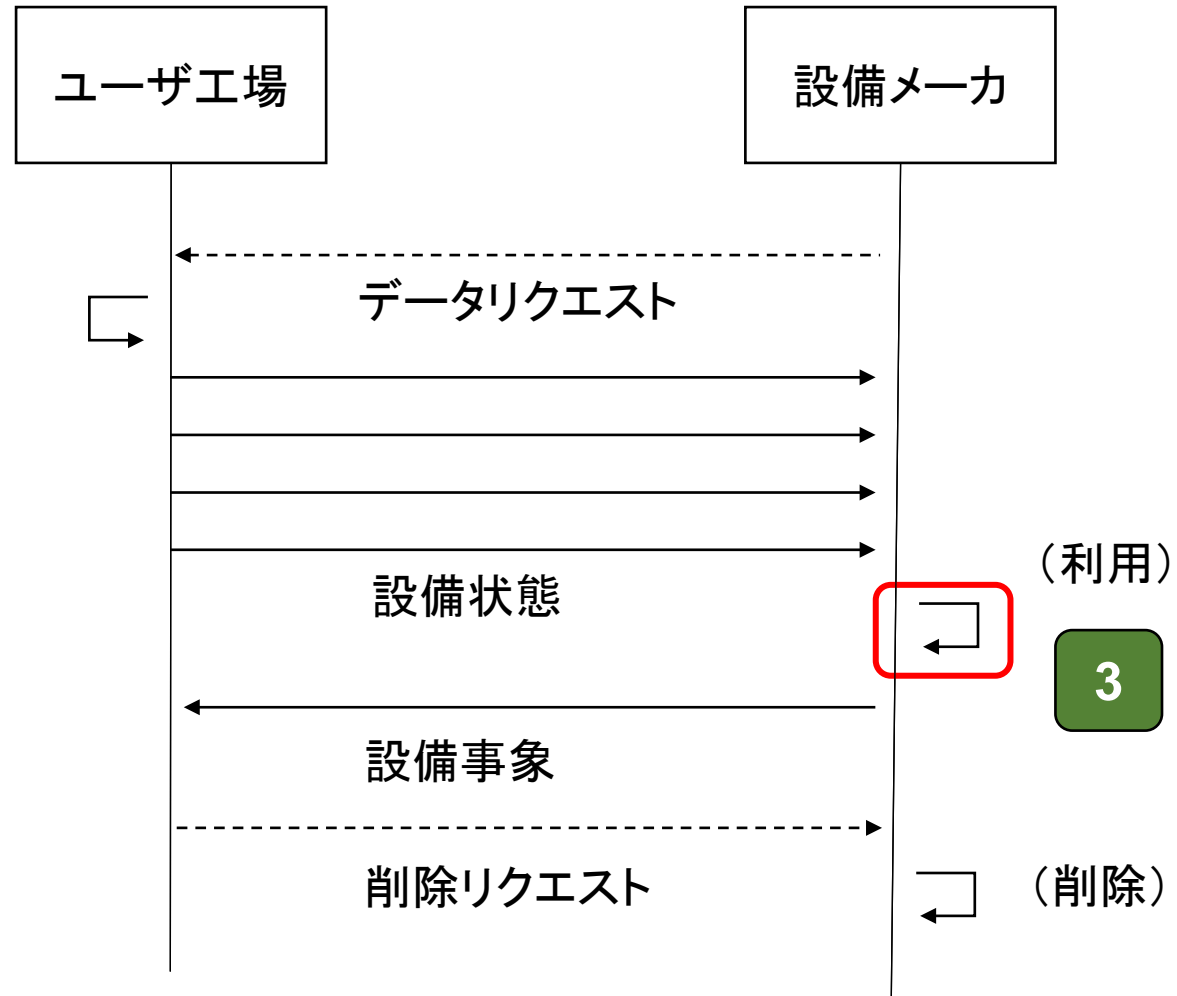 ユーザ工場
設備メーカ
データリクエスト
設備状態
（利用）
3
設備事象
削除リクエスト
（削除）